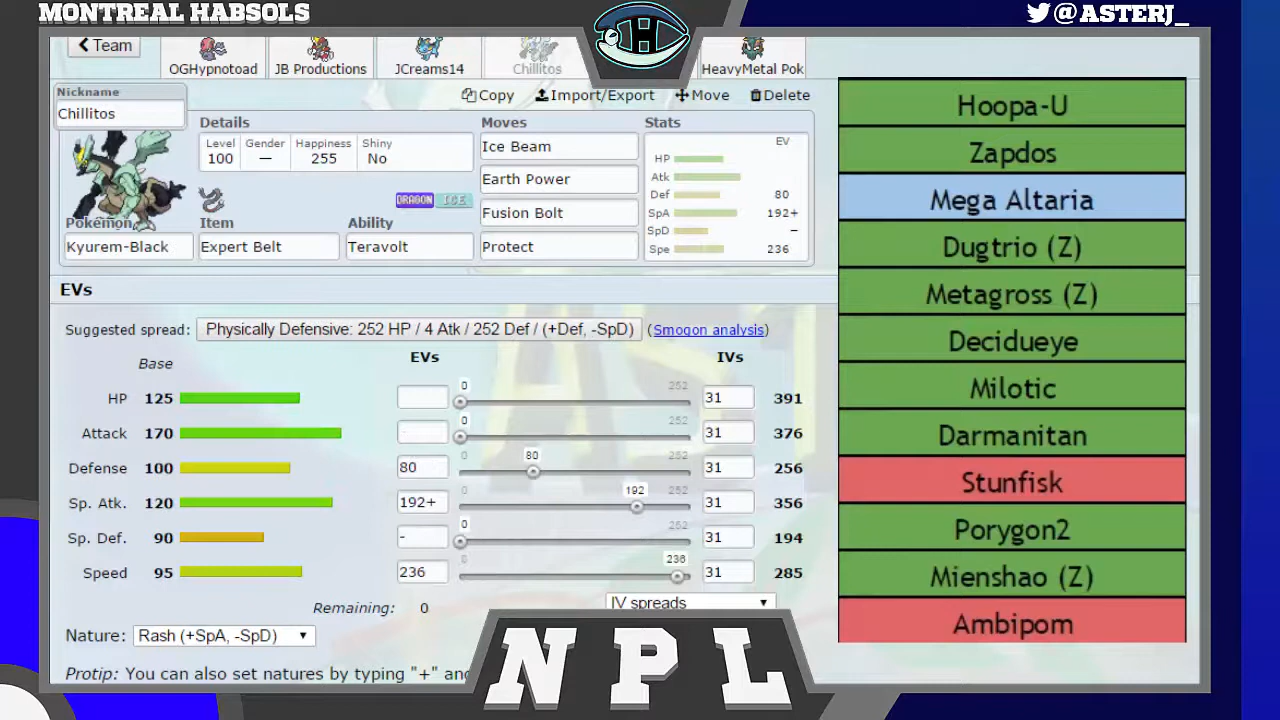 MONTREAL HABSOLS
@ASTERJ_
Team
OGHypnotoad
JB Productions
JCreams14
Chillitos
HeavyMetal Pok
H
Copy
Import/Export
Move
Delete
Nickname
Chillitos
Details
Level
100
Gender
—
Happiness
255
Shiny
No
DRAGON ICE
Pokémon
Kyurem-Black
Item
Expert Belt
Ability
Teravolt
Moves
Ice Beam
Earth Power
Fusion Bolt
Protect
Stats
EV
HP
Atk
Def 80
SpA 192+
SpD –
Spe 236
EVs
Suggested spread: Physically Defensive: 252 HP / 4 Atk / 252 Def / (+Def, -SpD) (Smogon analysis)
Base EVs IVs
HP 125 0 252 31 391
Attack 170 0 252 31 376
Defense 100 80 0 80 252 31 256
Sp. Atk. 120 192+ 0 192 252 31 356
Sp. Def. 90 - 0 252 31 194
Speed 95 236 0 236 31 285
Remaining: 0
IV spreads
Nature: Rash (+SpA, -SpD)
Protip: You can also set natures by typing "+" and
Hoopa-U
Zapdos
Mega Altaria
Dugtrio (Z)
Metagross (Z)
Decidueye
Milotic
Darmanitan
Stunfisk
Porygon2
Mienshao (Z)
Ambipom
NPL